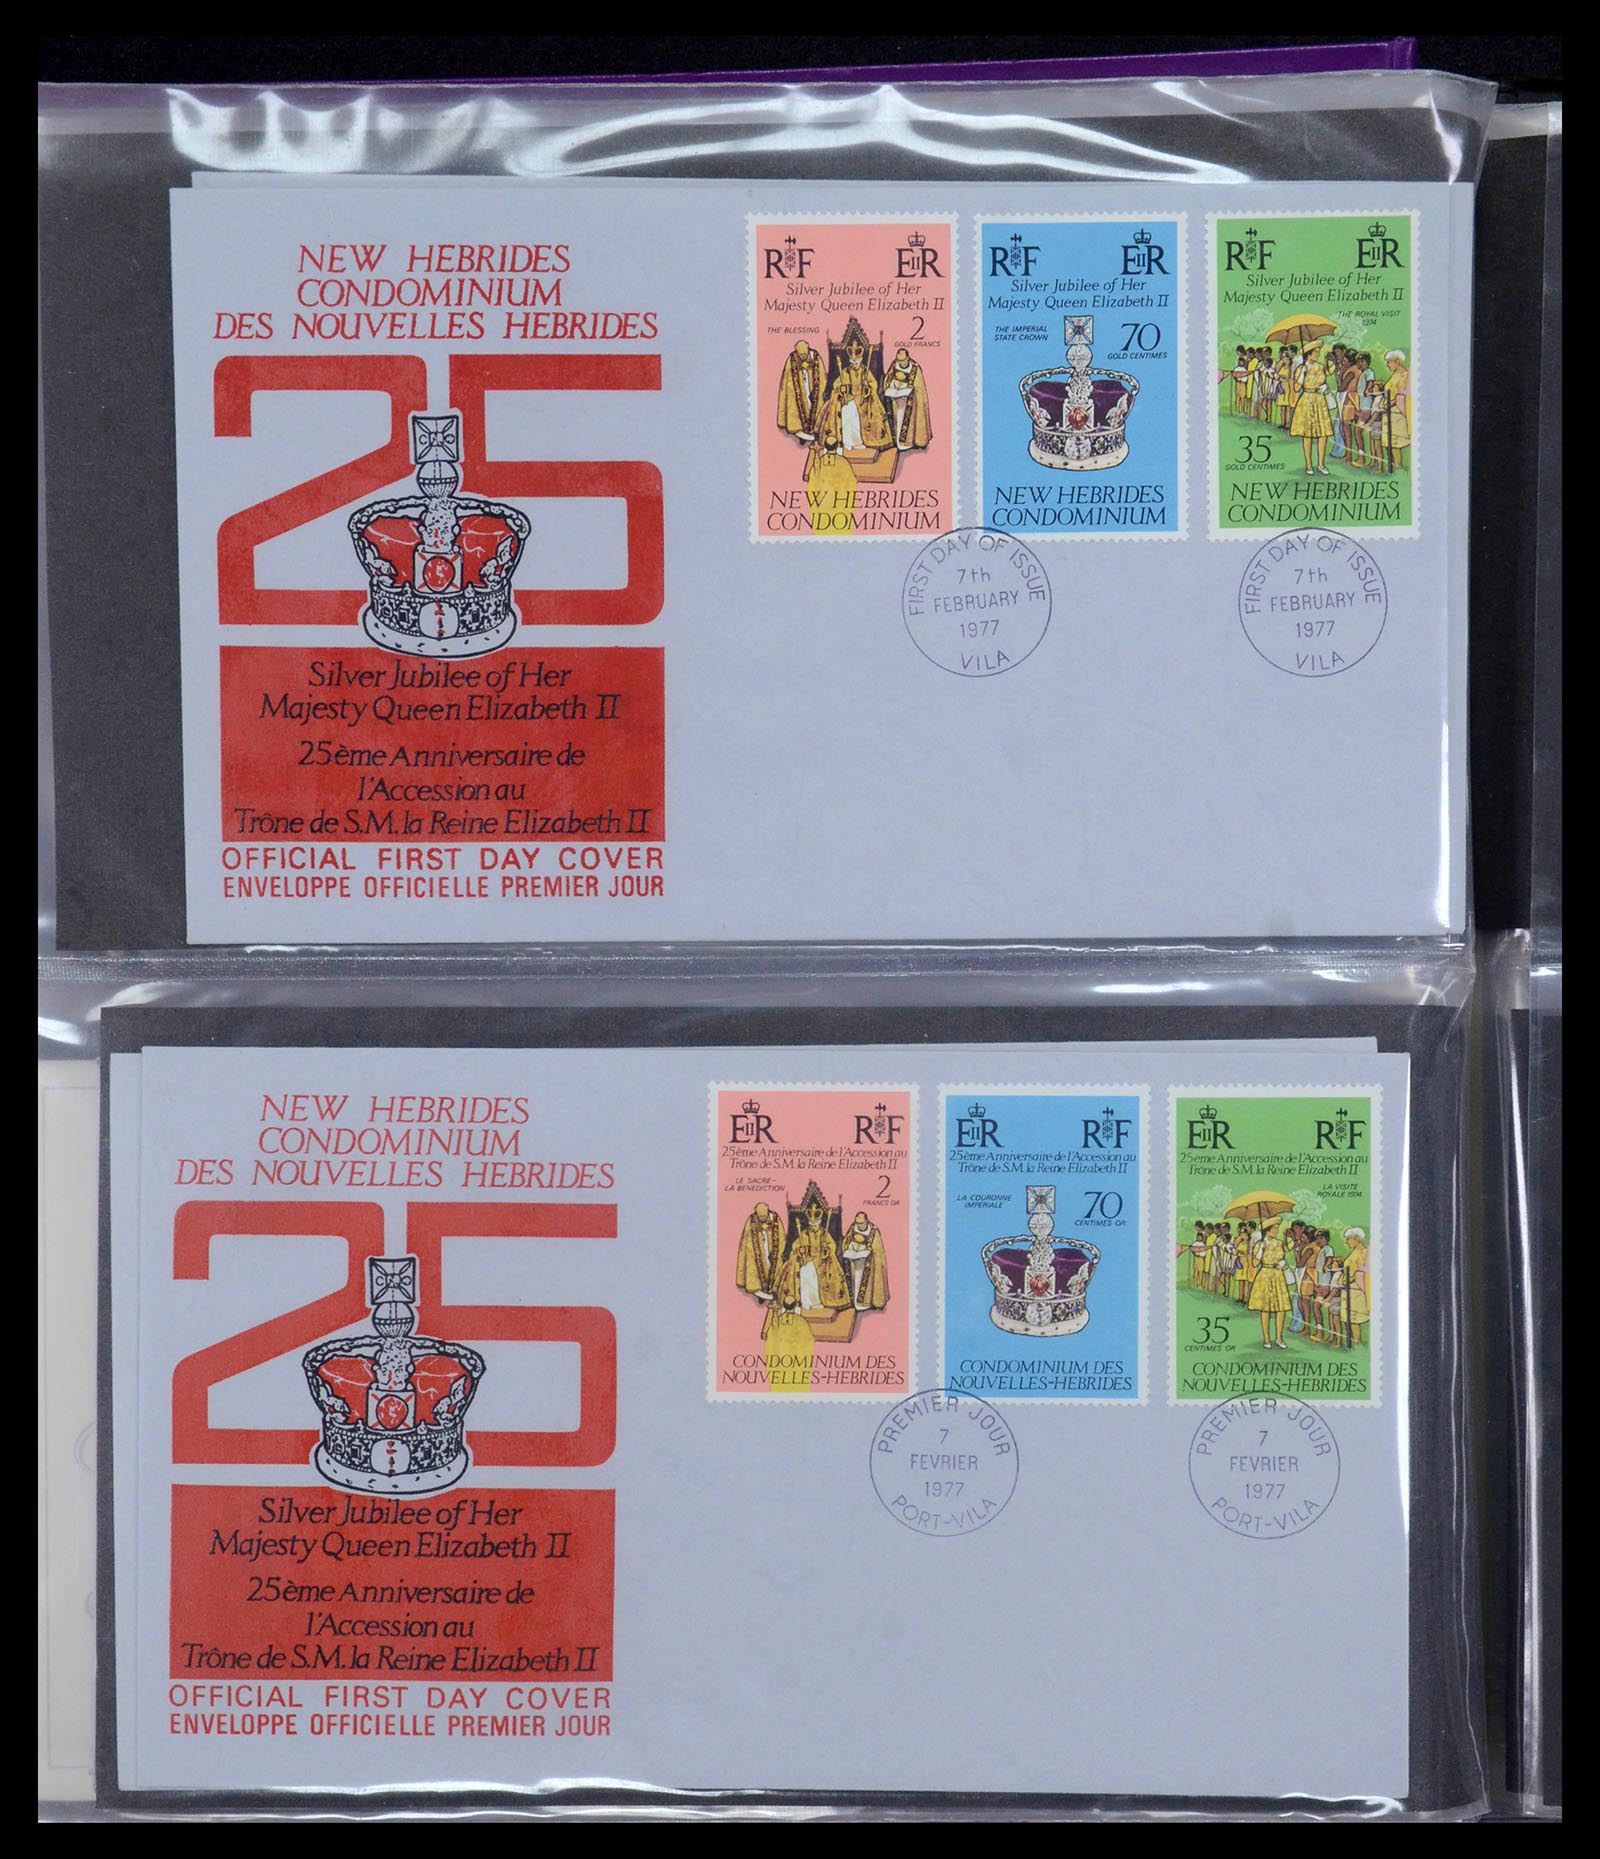 NEW HEBRIDES
CONDOMINIUM
DES NOUVELLES HEBRIDES
25
Silver Jubilee of Her
Majesty Queen Elizabeth II
25ème Anniversaire de
l'Accession au
Trône de S.M. la Reine Elizabeth II
OFFICIAL FIRST DAY COVER
ENVELOPPE OFFICIELLE PREMIER JOUR
RF EIIR
Silver Jubilee of Her
Majesty Queen Elizabeth II
THE BLESSING
2
GOLD FRANCS
NEW HEBRIDES
CONDOMINIUM
RF EIIR
Silver Jubilee of Her
Majesty Queen Elizabeth II
THE IMPERIAL
STATE CROWN
70
GOLD CENTIMES
NEW HEBRIDES
CONDOMINIUM
RF EIIR
Silver Jubilee of Her
Majesty Queen Elizabeth II
THE ROYAL VISIT
1974
35
GOLD CENTIMES
NEW HEBRIDES
CONDOMINIUM
FIRST DAY OF ISSUE
7th
FEBRUARY
1977
VILA
FIRST DAY OF ISSUE
7th
FEBRUARY
1977
VILA
NEW HEBRIDES
CONDOMINIUM
DES NOUVELLES HEBRIDES
25
Silver Jubilee of Her
Majesty Queen Elizabeth II
25ème Anniversaire de
l'Accession au
Trône de S.M. la Reine Elizabeth II
OFFICIAL FIRST DAY COVER
ENVELOPPE OFFICIELLE PREMIER JOUR
EIIR RF
25ème Anniversaire de l'Accession au
Trône de S.M. la Reine Elizabeth II
LE SACRE-
LA BENEDICTION
2
FRANCS OR
CONDOMINIUM DES
NOUVELLES-HEBRIDES
EIIR RF
25ème Anniversaire de l'Accession au
Trône de S.M. la Reine Elizabeth II
LA COURONNE
IMPERIALE
70
CENTIMES OR
CONDOMINIUM DES
NOUVELLES-HEBRIDES
EIIR RF
25ème Anniversaire de l'Accession au
Trône de S.M. la Reine Elizabeth II
LA VISITE
ROYALE 1974
35
CENTIMES OR
CONDOMINIUM DES
NOUVELLES-HEBRIDES
PREMIER JOUR
7
FEVRIER
1977
PORT-VILA
PREMIER JOUR
7
FEVRIER
1977
PORT-VILA